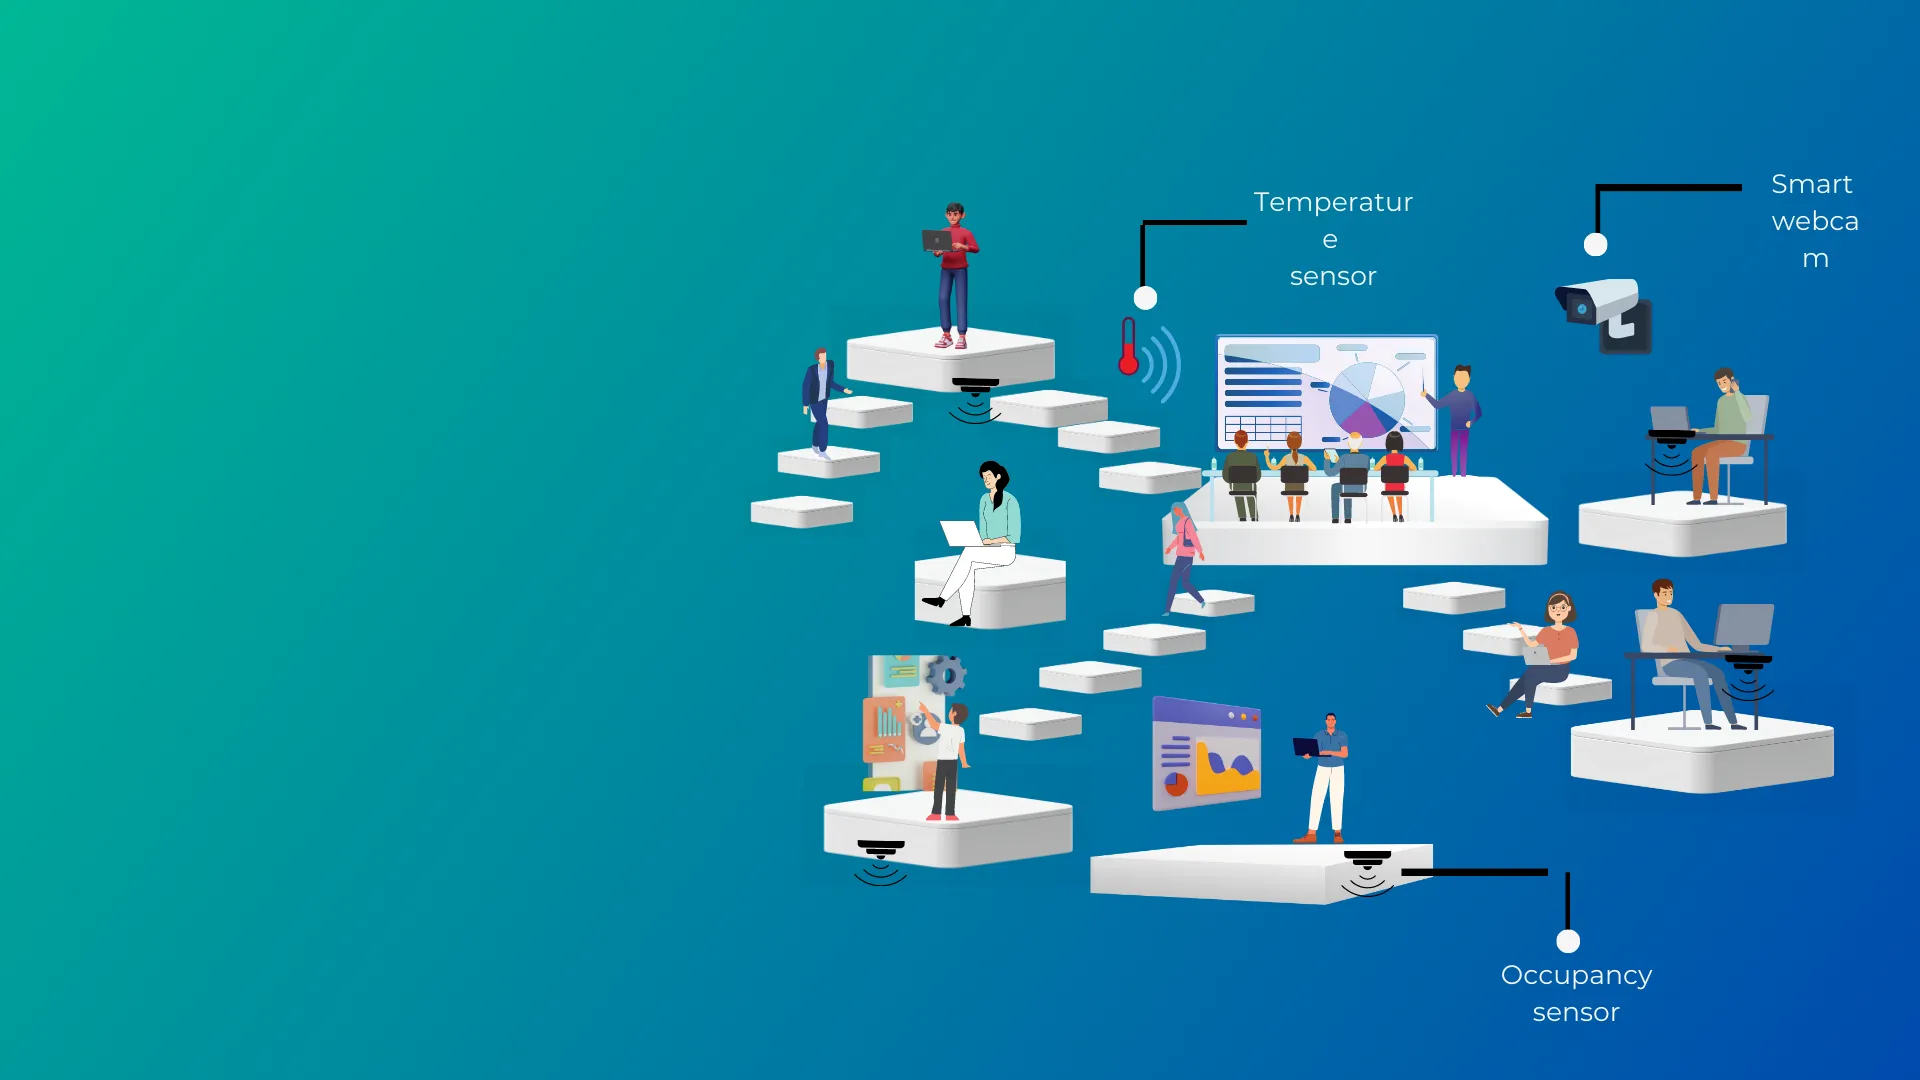 Temperatur
e
sensor
Smart
webca
m
Occupancy
sensor